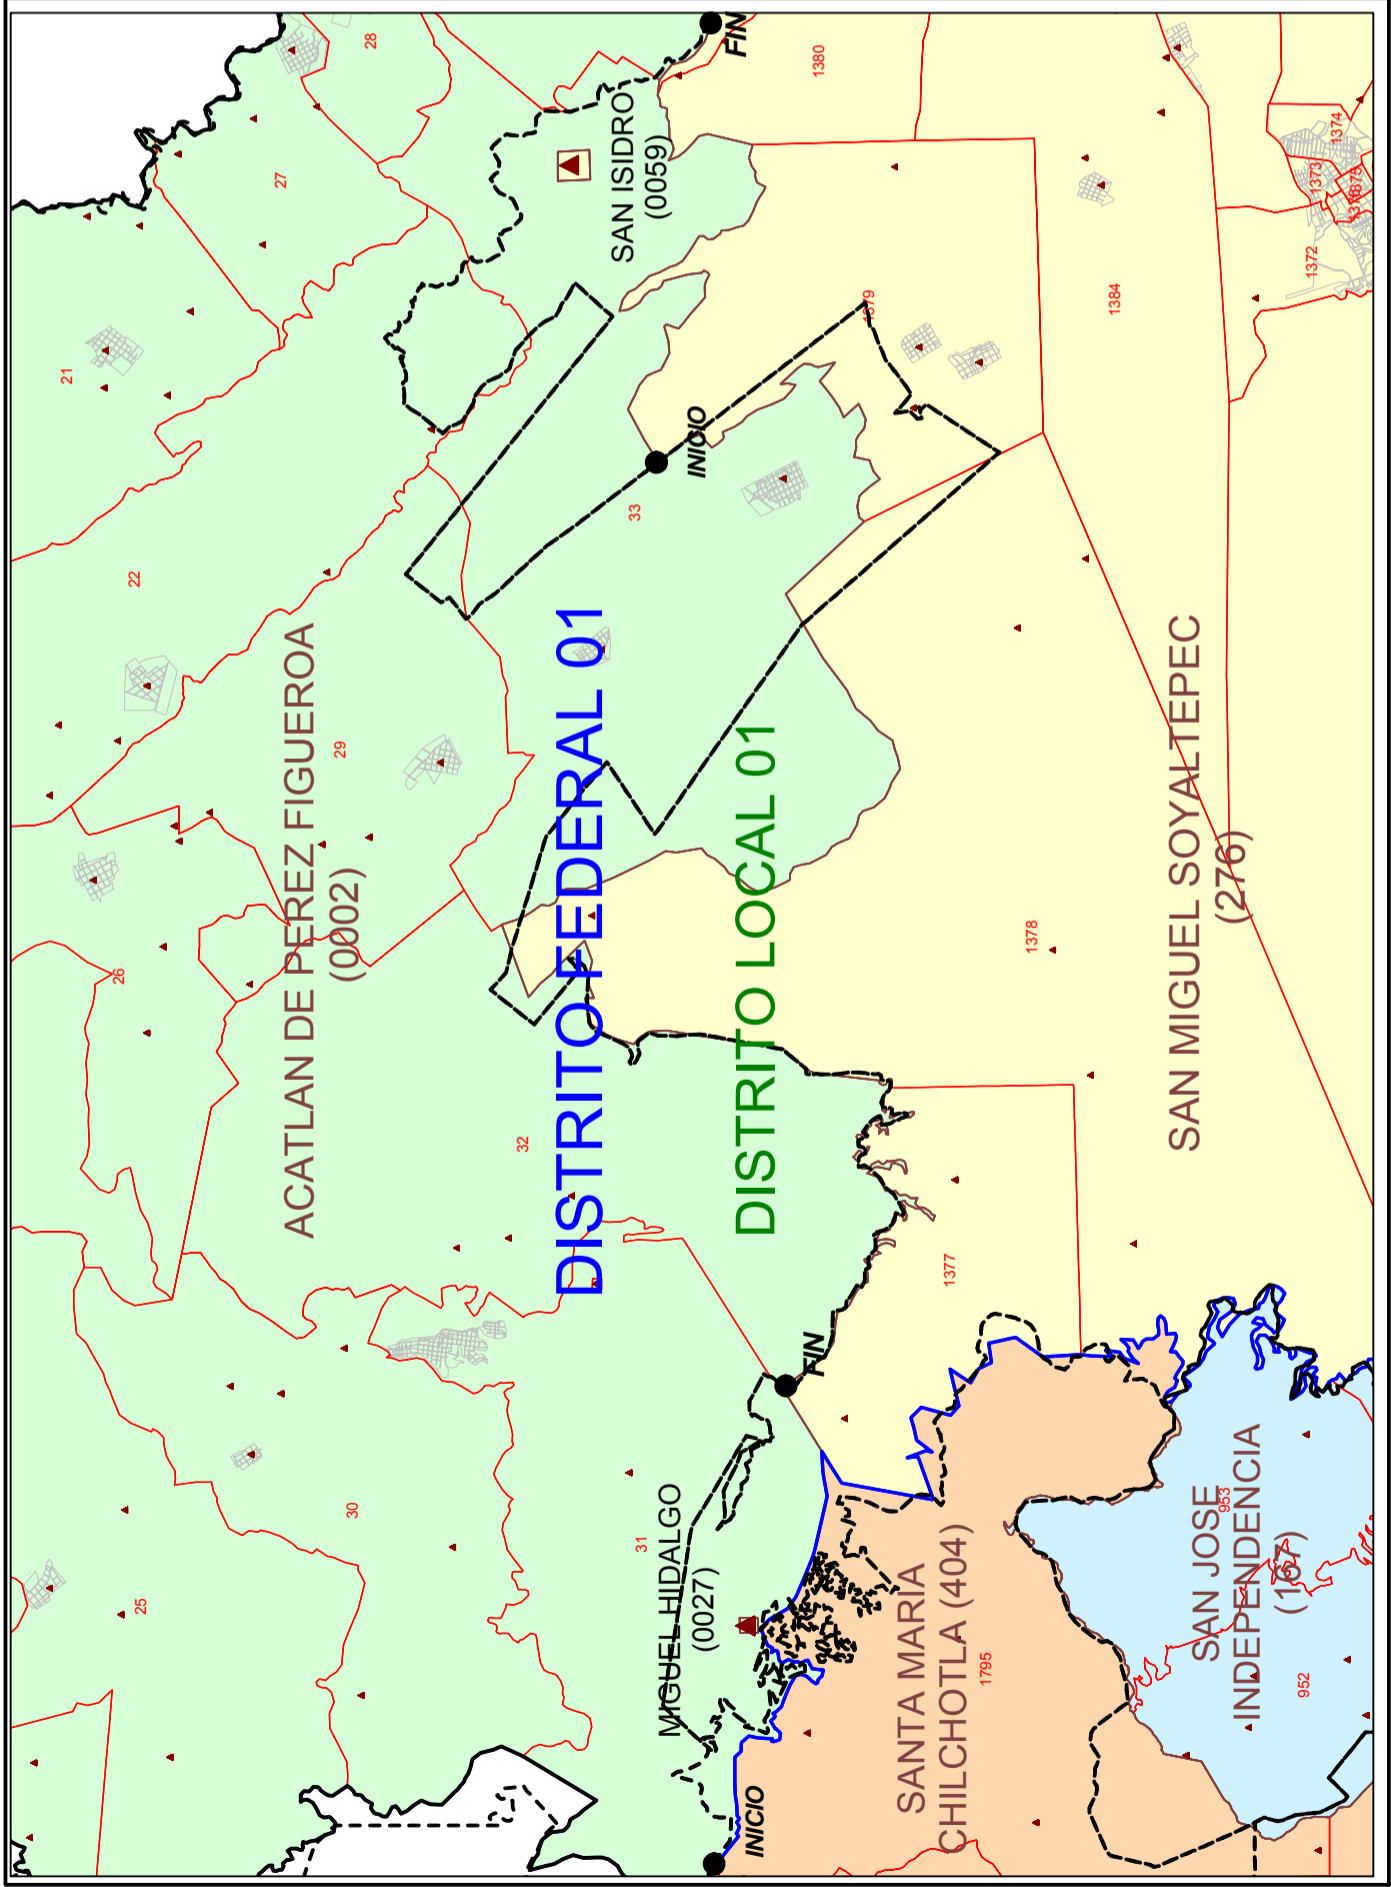 DISTRITO FEDERAL 01
DISTRITO LOCAL 01
ACATLAN DE PEREZ FIGUEROA
(0002)
SAN MIGUEL SOYALTEPEC
(276)
SANTA MARIA
CHILCHOTLA (404)
SAN JOSE
INDEPENDENCIA
(167)
MIGUEL HIDALGO
(0027)
SAN ISIDRO
(0059)
INICIO
FIN
INICIO
FIN
21
22
25
26
27
28
29
30
31
32
33
1372
1373
1374
1377
1378
1379
1380
1384
1795
952
953